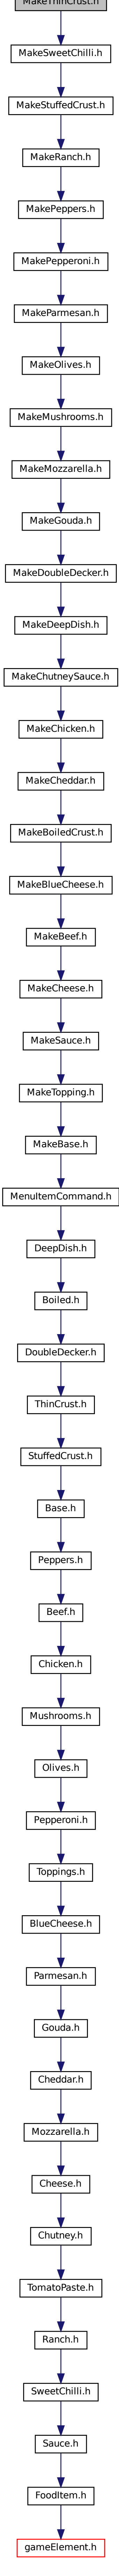 MakeThinCrust.h
MakeSweetChilli.h
MakeStuffedCrust.h
MakeRanch.h
MakePeppers.h
MakePepperoni.h
MakeParmesan.h
MakeOlives.h
MakeMushrooms.h
MakeMozzarella.h
MakeGouda.h
MakeDoubleDecker.h
MakeDeepDish.h
MakeChutneySauce.h
MakeChicken.h
MakeCheddar.h
MakeBoiledCrust.h
MakeBlueCheese.h
MakeBeef.h
MakeCheese.h
MakeSauce.h
MakeTopping.h
MakeBase.h
MenuItemCommand.h
DeepDish.h
Boiled.h
DoubleDecker.h
ThinCrust.h
StuffedCrust.h
Base.h
Peppers.h
Beef.h
Chicken.h
Mushrooms.h
Olives.h
Pepperoni.h
Toppings.h
BlueCheese.h
Parmesan.h
Gouda.h
Cheddar.h
Mozzarella.h
Cheese.h
Chutney.h
TomatoPaste.h
Ranch.h
SweetChilli.h
Sauce.h
FoodItem.h
gameElement.h